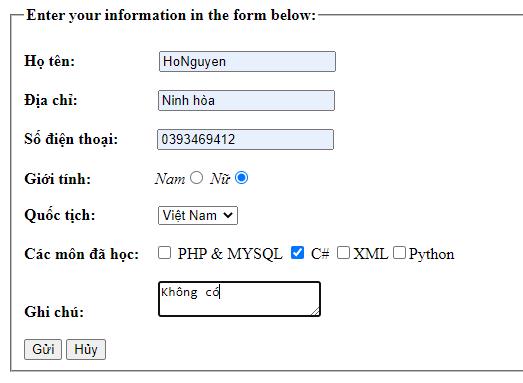 Enter your information in the form below:
Họ tên: HoNguyen
Địa chỉ: Ninh hòa
Số điện thoại: 0393469412
Giới tính: Nam Nữ
Quốc tịch: Việt Nam
Các môn đã học: PHP & MYSQL C# XML Python
Ghi chú: Không có
Gửi Hủy